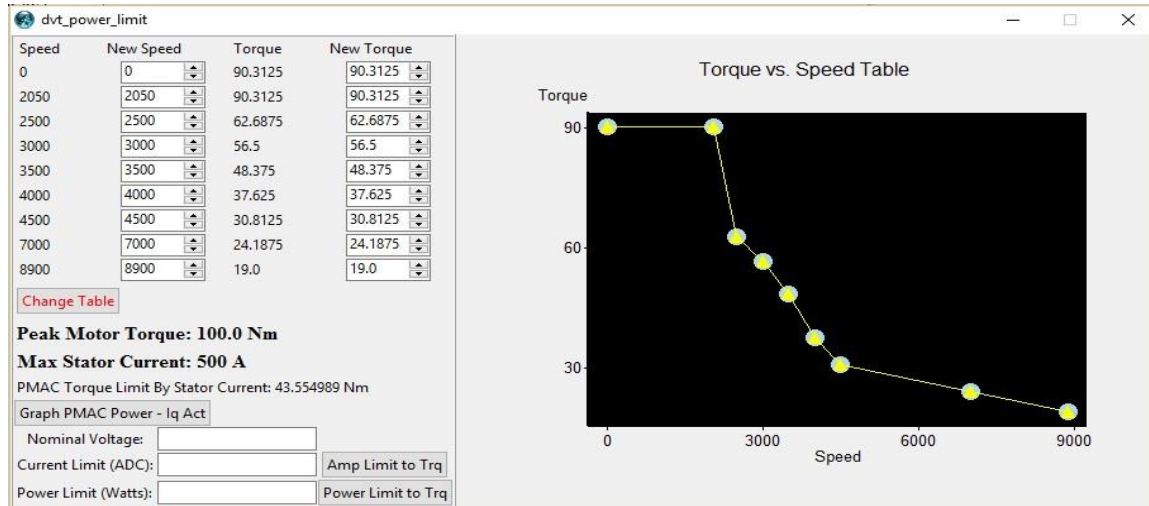 dvt_power_limit
Speed New Speed Torque New Torque
0 0 90.3125 90.3125
2050 2050 90.3125 90.3125
2500 2500 62.6875 62.6875
3000 3000 56.5 56.5
3500 3500 48.375 48.375
4000 4000 37.625 37.625
4500 4500 30.8125 30.8125
7000 7000 24.1875 24.1875
8900 8900 19.0 19.0
Change Table
Peak Motor Torque: 100.0 Nm
Max Stator Current: 500 A
PMAC Torque Limit By Stator Current: 43.554989 Nm
Graph PMAC Power - Iq Act
Nominal Voltage:
Current Limit (ADC): Amp Limit to Trq
Power Limit (Watts): Power Limit to Trq
Torque vs. Speed Table
Torque
90
60
30
0 3000 6000 9000
Speed